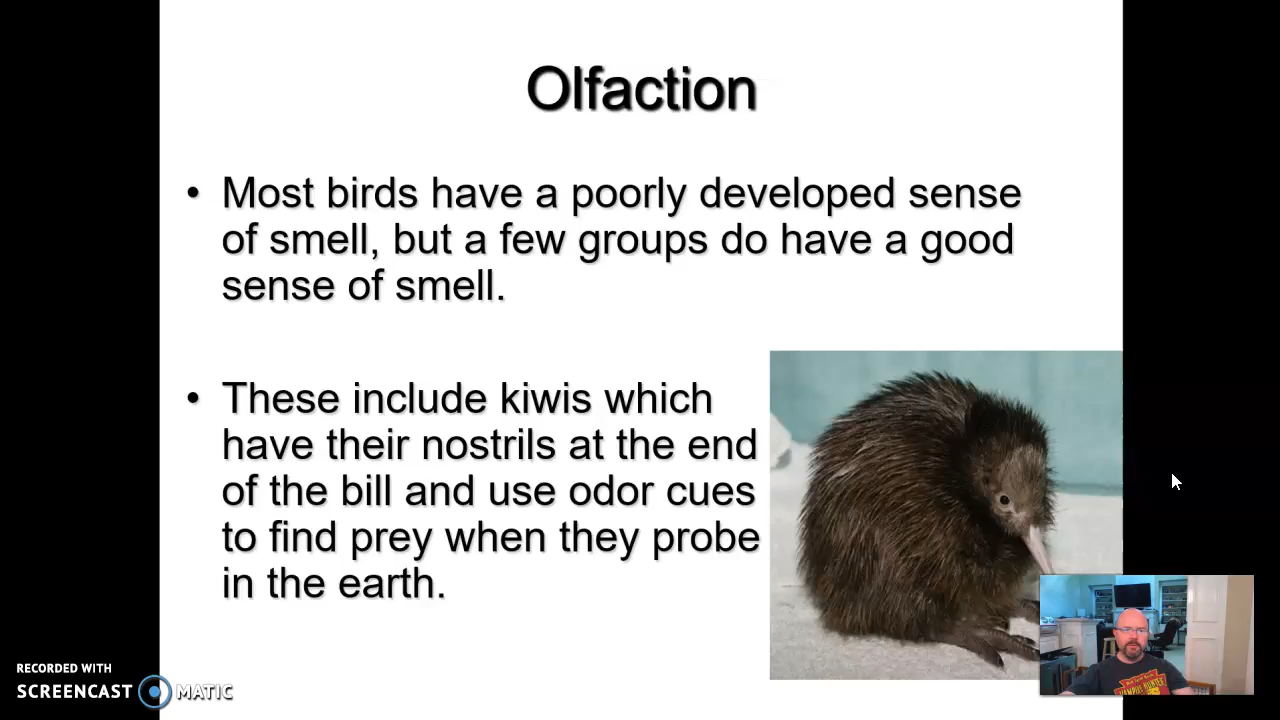 Olfaction
• Most birds have a poorly developed sense
of smell, but a few groups do have a good
sense of smell.
• These include kiwis which
have their nostrils at the end
of the bill and use odor cues
to find prey when they probe
in the earth.
RECORDED WITH
SCREENCAST MATIC
VAMPIRE HUNTER